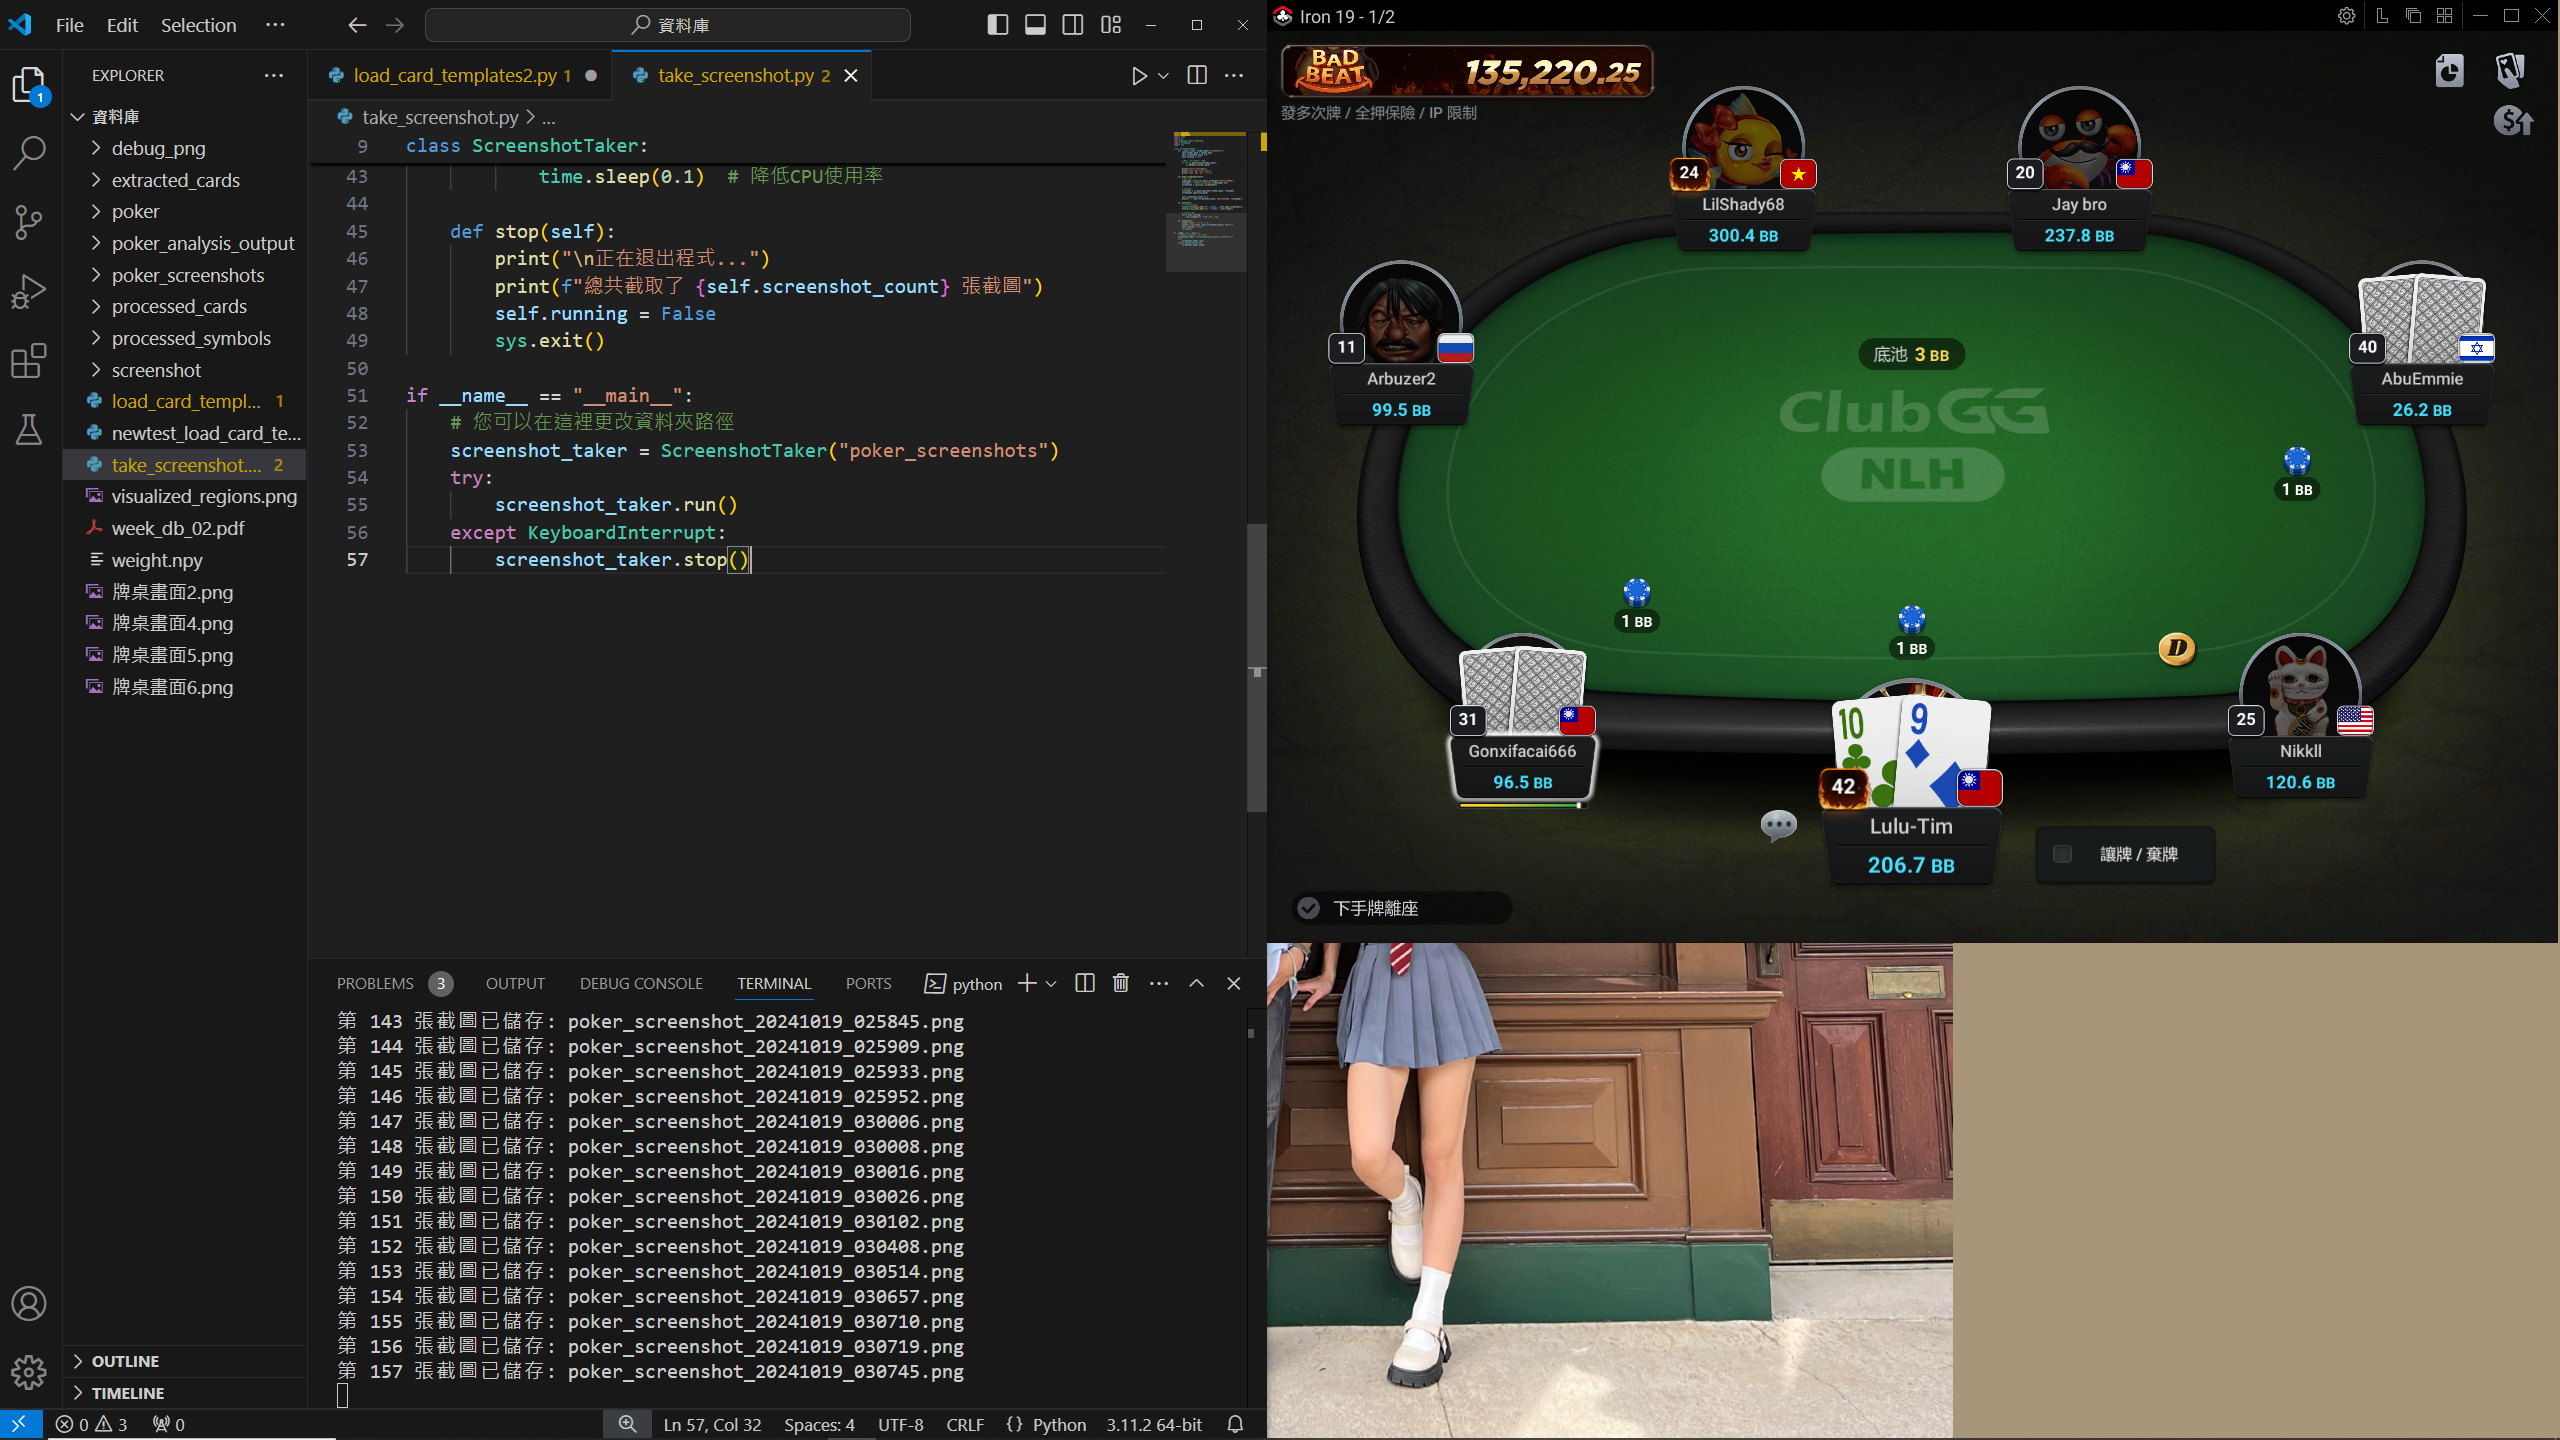 File Edit Selection ···
資料庫
EXPLORER ···
資料庫
debug_png
extracted_cards
poker
poker_analysis_output
poker_screenshots
processed_cards
processed_symbols
screenshot
load_card_templ... 1
newtest_load_card_te...
take_screenshot.... 2
visualized_regions.png
week_db_02.pdf
weight.npy
牌桌畫面2.png
牌桌畫面4.png
牌桌畫面5.png
牌桌畫面6.png
OUTLINE
TIMELINE
1
load_card_templates2.py 1
take_screenshot.py 2
take_screenshot.py > ...
9 class ScreenshotTaker:
43 time.sleep(0.1)  # 降低CPU使用率
44
45 def stop(self):
46 print("\n正在退出程式...")
47 print(f"總共截取了 {self.screenshot_count} 張截圖")
48 self.running = False
49 sys.exit()
50
51 if __name__ == "__main__":
52 # 您可以在這裡更改資料夾路徑
53 screenshot_taker = ScreenshotTaker("poker_screenshots")
54 try:
55 screenshot_taker.run()
56 except KeyboardInterrupt:
57 screenshot_taker.stop()
PROBLEMS 3 OUTPUT DEBUG CONSOLE TERMINAL PORTS python
第 143 張截圖已儲存: poker_screenshot_20241019_025845.png
第 144 張截圖已儲存: poker_screenshot_20241019_025909.png
第 145 張截圖已儲存: poker_screenshot_20241019_025933.png
第 146 張截圖已儲存: poker_screenshot_20241019_025952.png
第 147 張截圖已儲存: poker_screenshot_20241019_030006.png
第 148 張截圖已儲存: poker_screenshot_20241019_030008.png
第 149 張截圖已儲存: poker_screenshot_20241019_030016.png
第 150 張截圖已儲存: poker_screenshot_20241019_030026.png
第 151 張截圖已儲存: poker_screenshot_20241019_030102.png
第 152 張截圖已儲存: poker_screenshot_20241019_030408.png
第 153 張截圖已儲存: poker_screenshot_20241019_030514.png
第 154 張截圖已儲存: poker_screenshot_20241019_030657.png
第 155 張截圖已儲存: poker_screenshot_20241019_030710.png
第 156 張截圖已儲存: poker_screenshot_20241019_030719.png
第 157 張截圖已儲存: poker_screenshot_20241019_030745.png
0 3 0 Ln 57, Col 32 Spaces: 4 UTF-8 CRLF {} Python 3.11.2 64-bit
Iron 19 - 1/2
BAD BEAT 135,220.25
發多次牌 / 全押保險 / IP 限制
24
LilShady68
300.4 BB
20
Jay bro
237.8 BB
11
Arbuzer2
99.5 BB
40
AbuEmmie
26.2 BB
底池 3 BB
ClubGG
NLH
1 BB
1 BB
1 BB
D
31
Gonxifacai666
96.5 BB
10 9
42
Lulu-Tim
206.7 BB
25
Nikkll
120.6 BB
讓牌 / 棄牌
下手牌離座